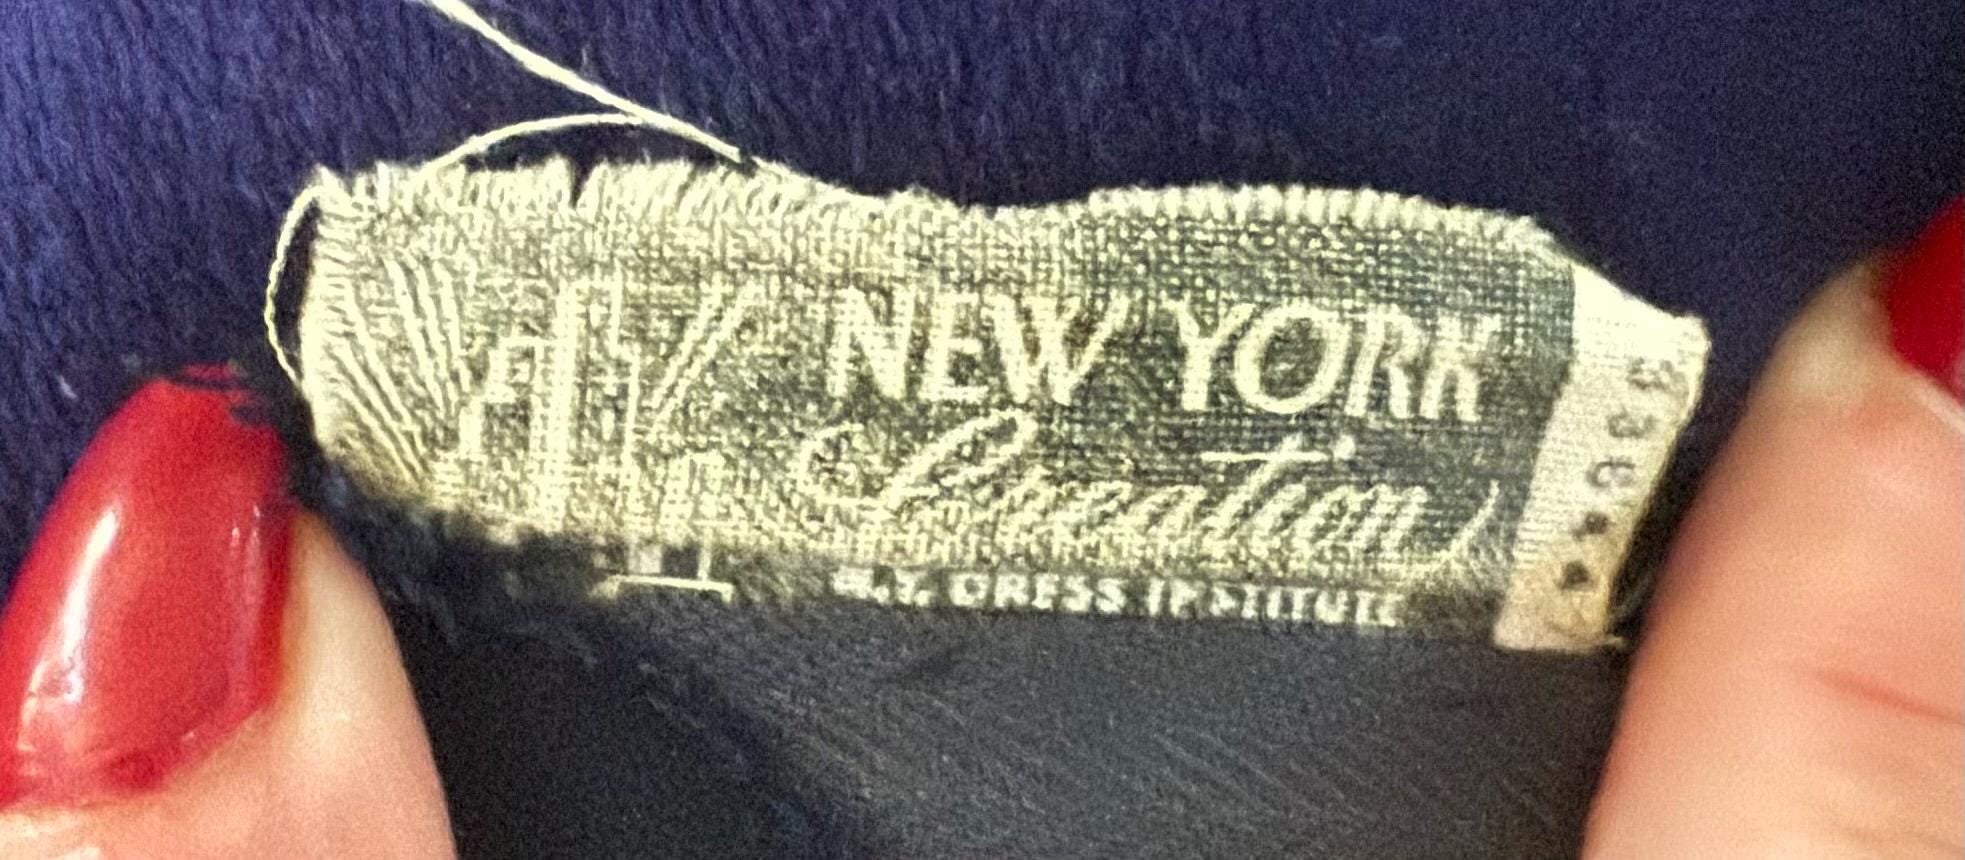 NEW YORK
Creation
N.Y. DRESS INSTITUTE